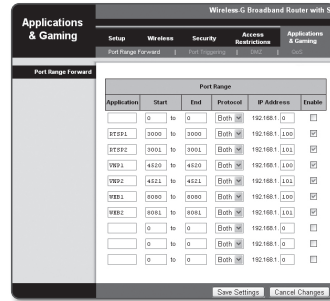 Wireless-G Broadband Router with S
Applications & Gaming
Setup Wireless Security Access Restrictions Applications & Gaming
Port Range Forward | Port Triggering | DMZ | QoS
Port Range Forward
Port Range
Application Start End Protocol IP Address Enable
0 to 0 Both 192.168.1. 0
RTSP1 3000 to 3000 Both 192.168.1. 100
RTSP2 3001 to 3001 Both 192.168.1. 101
VNP1 4520 to 4520 Both 192.168.1. 100
VNP2 4521 to 4521 Both 192.168.1. 101
WEB1 8080 to 8080 Both 192.168.1. 100
WEB2 8081 to 8081 Both 192.168.1. 101
0 to 0 Both 192.168.1. 0
0 to 0 Both 192.168.1. 0
0 to 0 Both 192.168.1. 0
Save Settings Cancel Changes